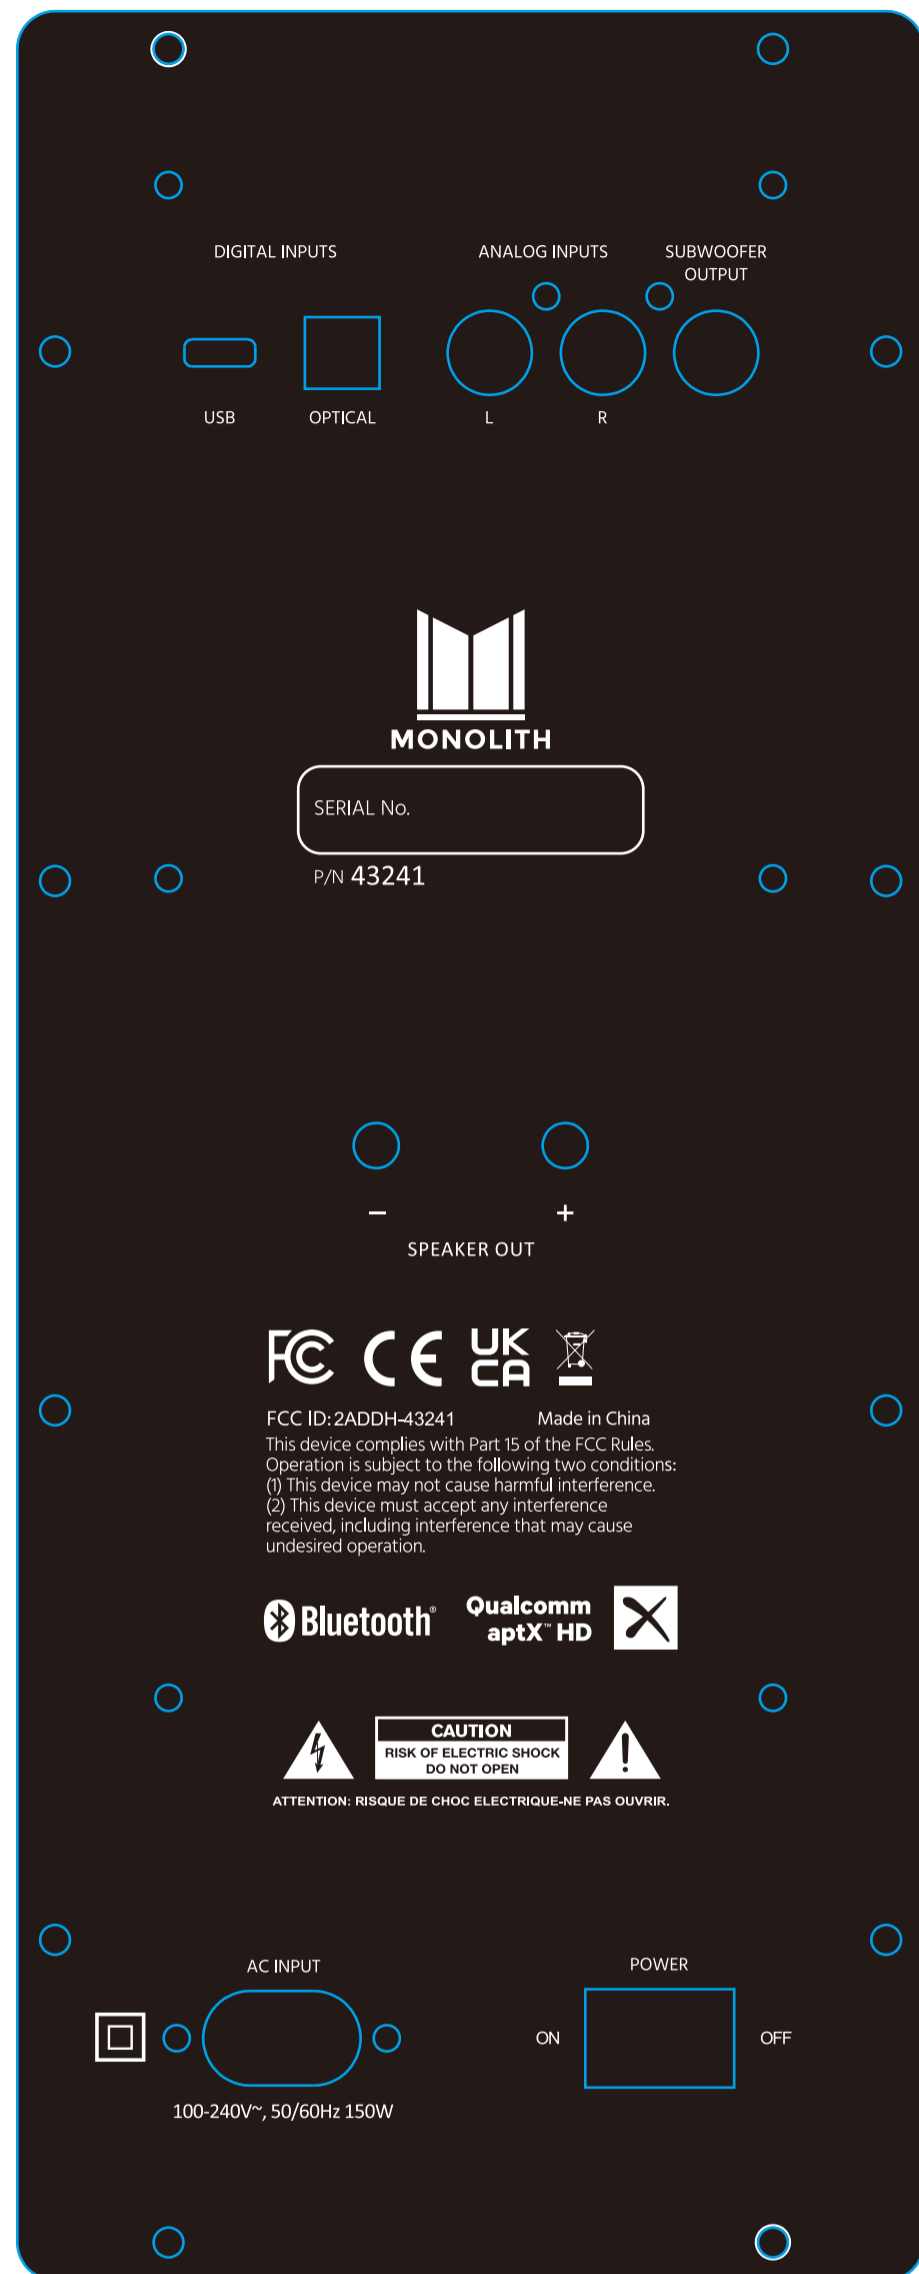 DIGITAL INPUTS
ANALOG INPUTS
SUBWOOFER
OUTPUT
USB
OPTICAL
L
R
MONOLITH
SERIAL No.
P/N 43241
− +
SPEAKER OUT
FC CE UK
CA
FCC ID: 2ADDH-43241 Made in China
This device complies with Part 15 of the FCC Rules.
Operation is subject to the following two conditions:
(1) This device may not cause harmful interference.
(2) This device must accept any interference
received, including interference that may cause
undesired operation.
Bluetooth®
Qualcomm
aptX™ HD
CAUTION
RISK OF ELECTRIC SHOCK
DO NOT OPEN
ATTENTION: RISQUE DE CHOC ELECTRIQUE-NE PAS OUVRIR.
AC INPUT
POWER
ON
OFF
100-240V~, 50/60Hz 150W